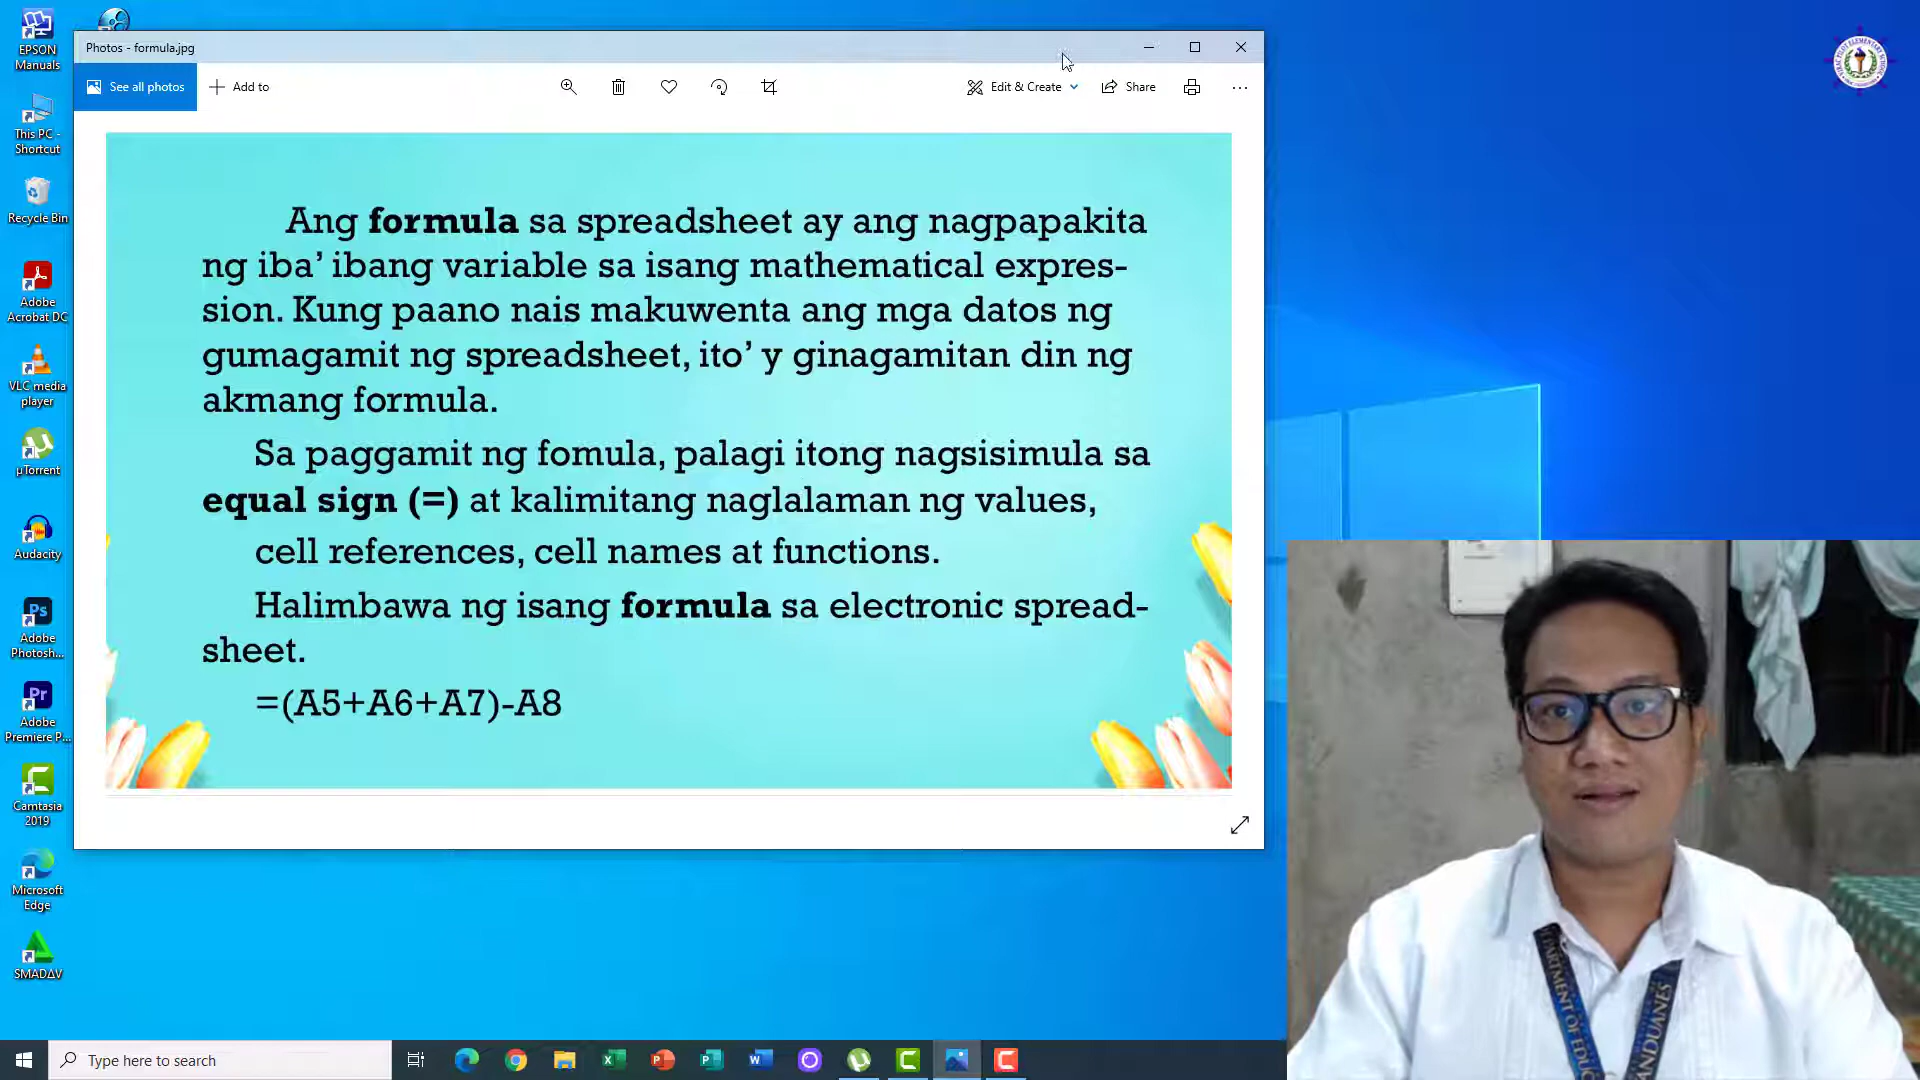 EPSON
Manuals
This PC -
Shortcut
Recycle Bin
Adobe
Acrobat DC
VLC media
player
µTorrent
Audacity
Adobe
Photosh...
Adobe
Premiere P...
Camtasia
2019
Microsoft
Edge
SMADΔV
Photos - formula.jpg
See all photos
Add to
Edit & Create
Share
Ang formula sa spreadsheet ay ang nagpapakita
ng iba’ ibang variable sa isang mathematical expres-
sion. Kung paano nais makuwenta ang mga datos ng
gumagamit ng spreadsheet, ito’ y ginagamitan din ng
akmang formula.
Sa paggamit ng fomula, palagi itong nagsisimula sa
equal sign (=) at kalimitang naglalaman ng values,
cell references, cell names at functions.
Halimbawa ng isang formula sa electronic spread-
sheet.
=(A5+A6+A7)-A8
Type here to search